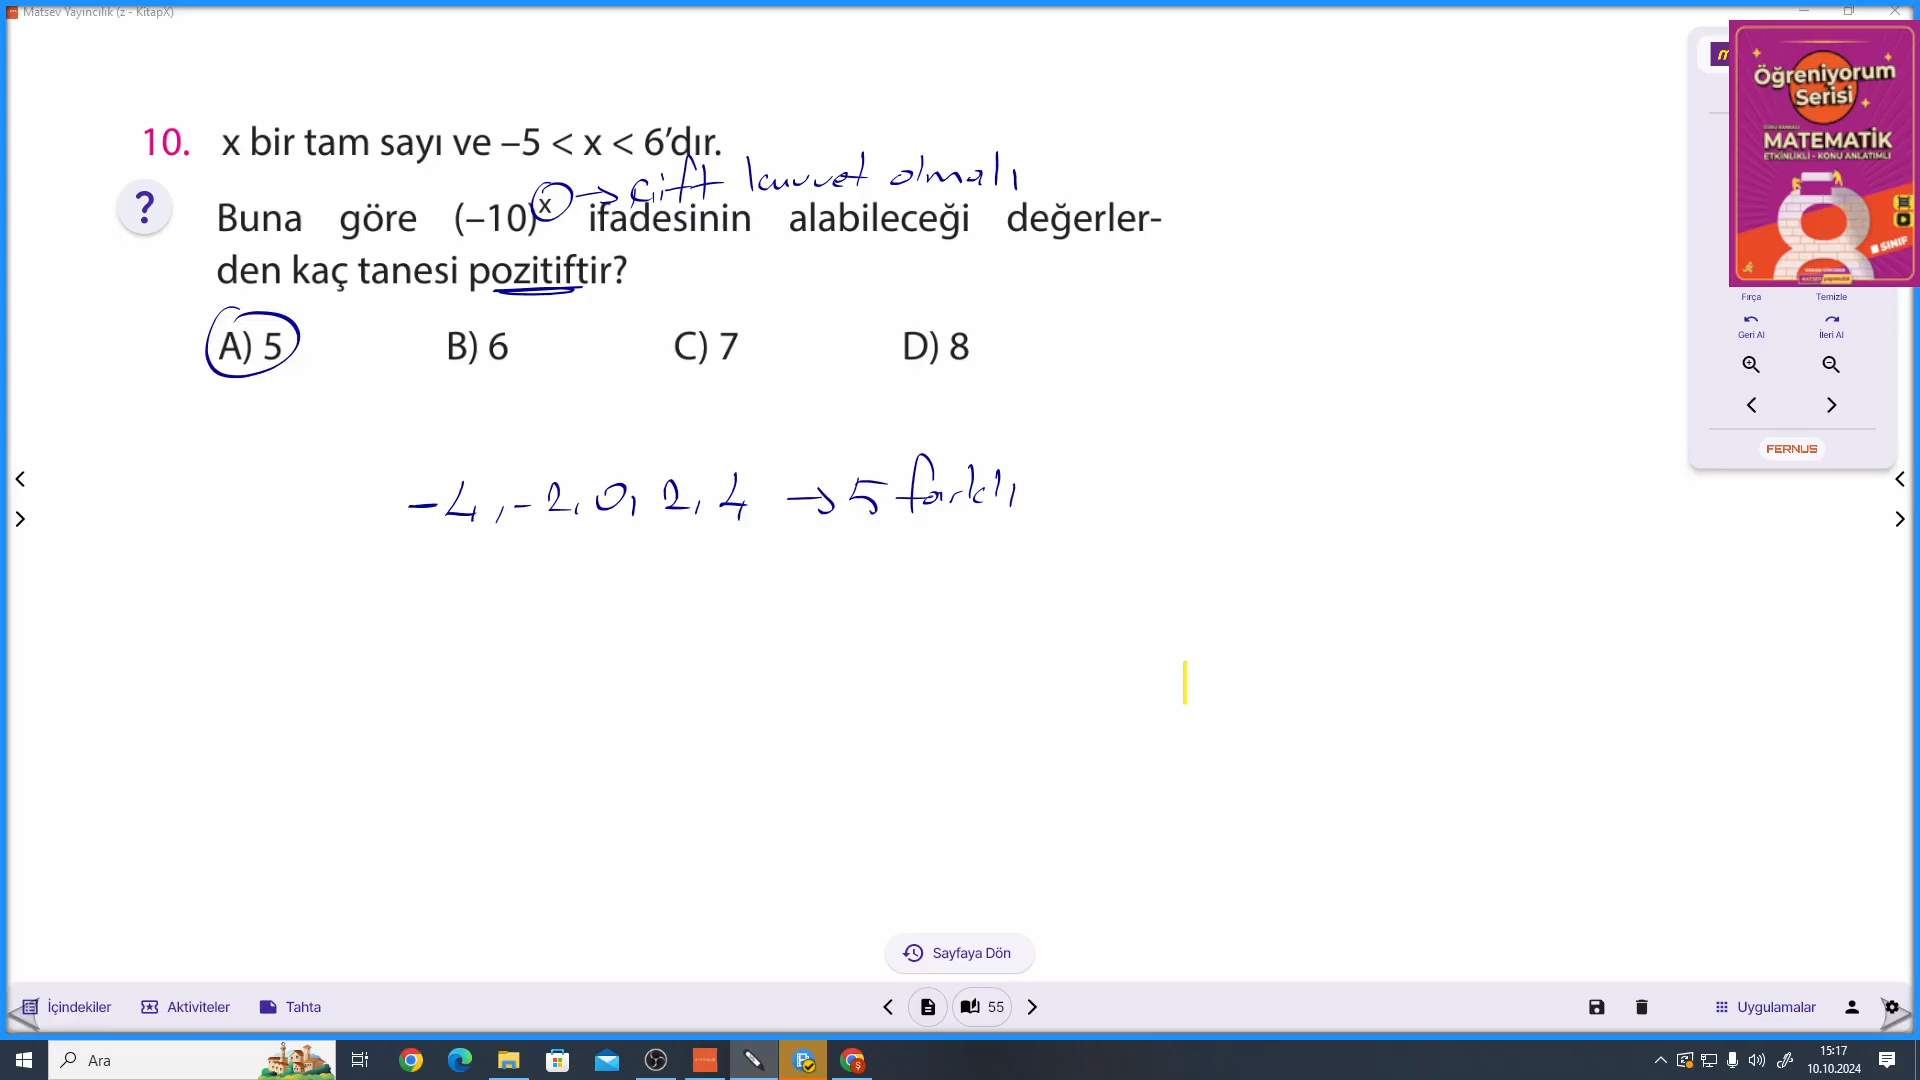 Matsev Yayıncılık (z - KitapX)
10. x bir tam sayı ve –5 < x < 6’dır.
→ çift kuvvet olmalı
Buna göre (–10)^x ifadesinin alabileceği değerler-
den kaç tanesi pozitiftir?
A) 5 B) 6 C) 7 D) 8
-4, -2, 0, 2, 4 → 5 farklı
?
Öğreniyorum
Serisi
MATEMATİK
ETKİNLİKLİ - KONU ANLATIMLI
8
SINIF
Fırça Temizle
Geri Al İleri Al
FERNUS
Sayfaya Dön
İçindekiler Aktiviteler Tahta 55 Uygulamalar
Ara
15:17
10.10.2024